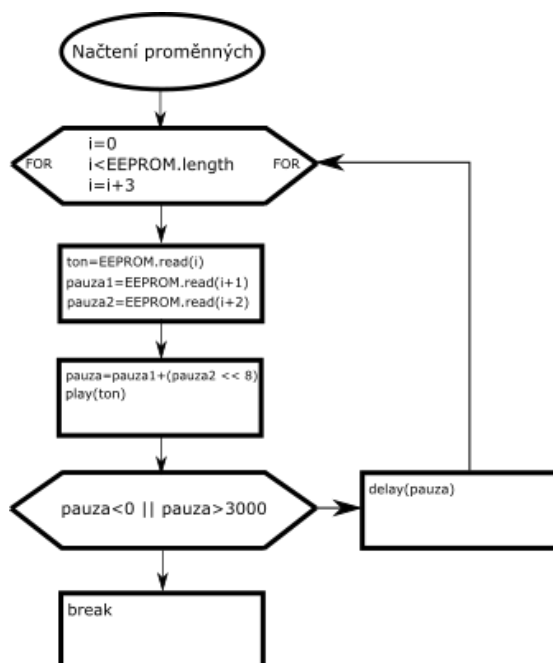 Načtení proměnných
i=0
FOR i<EEPROM.length FOR
i=i+3
ton=EEPROM.read(i)
pauza1=EEPROM.read(i+1)
pauza2=EEPROM.read(i+2)
pauza=pauza1+(pauza2 << 8)
play(ton)
pauza<0 || pauza>3000
delay(pauza)
break